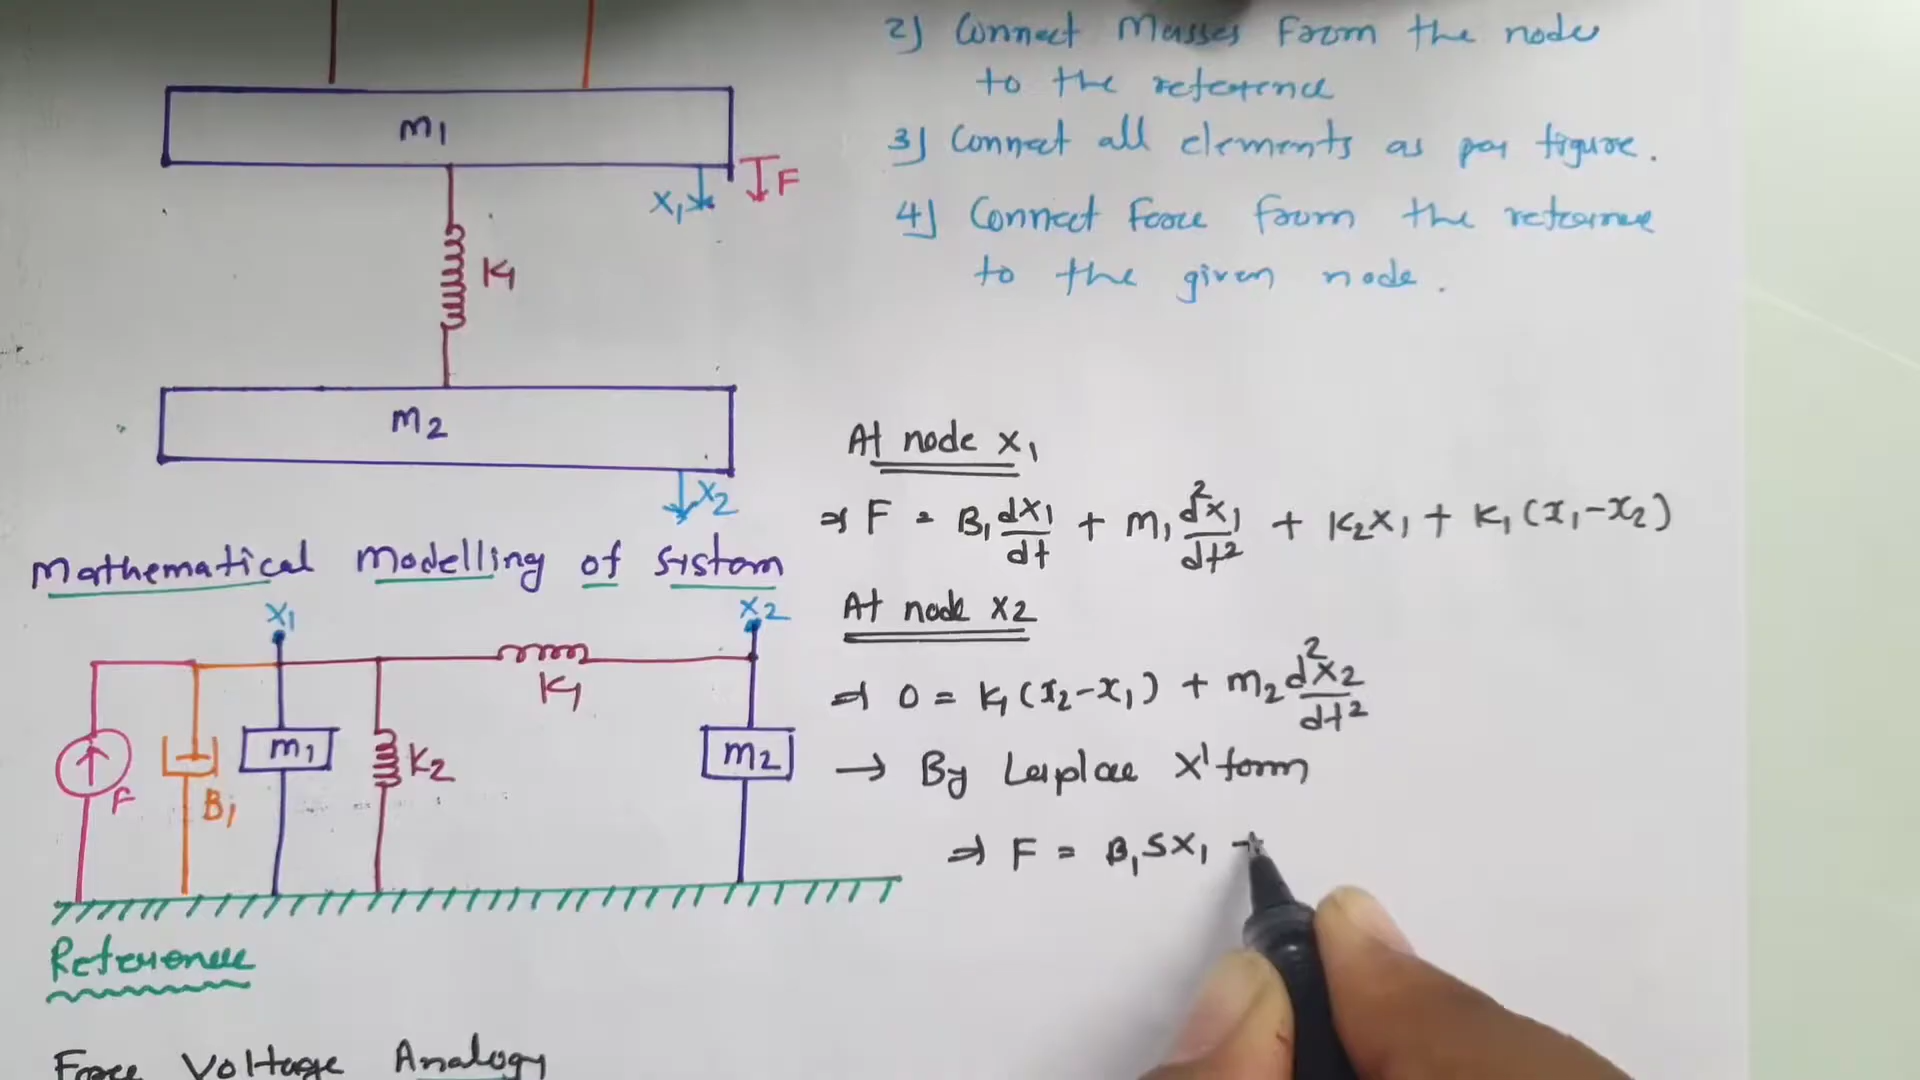 2) Connect Masses From the node
to the reference
3) Connect all elements as per figure.
4) Connect Force from the reference
to the given node.
m1
F
x1
K1
m2
x2
At node x1
⇒ F = B1 dx1/dt + m1 d²x1/dt² + K2x1 + K1(x1-x2)
At node x2
⇒ 0 = K1(x2-x1) + m2 d²x2/dt²
→ By Laplace X'form
⇒ F = B1SX1 +
Mathematical Modelling of System
x1
x2
K1
F
B1
m1
K2
m2
Reference
Force Voltage Analogy